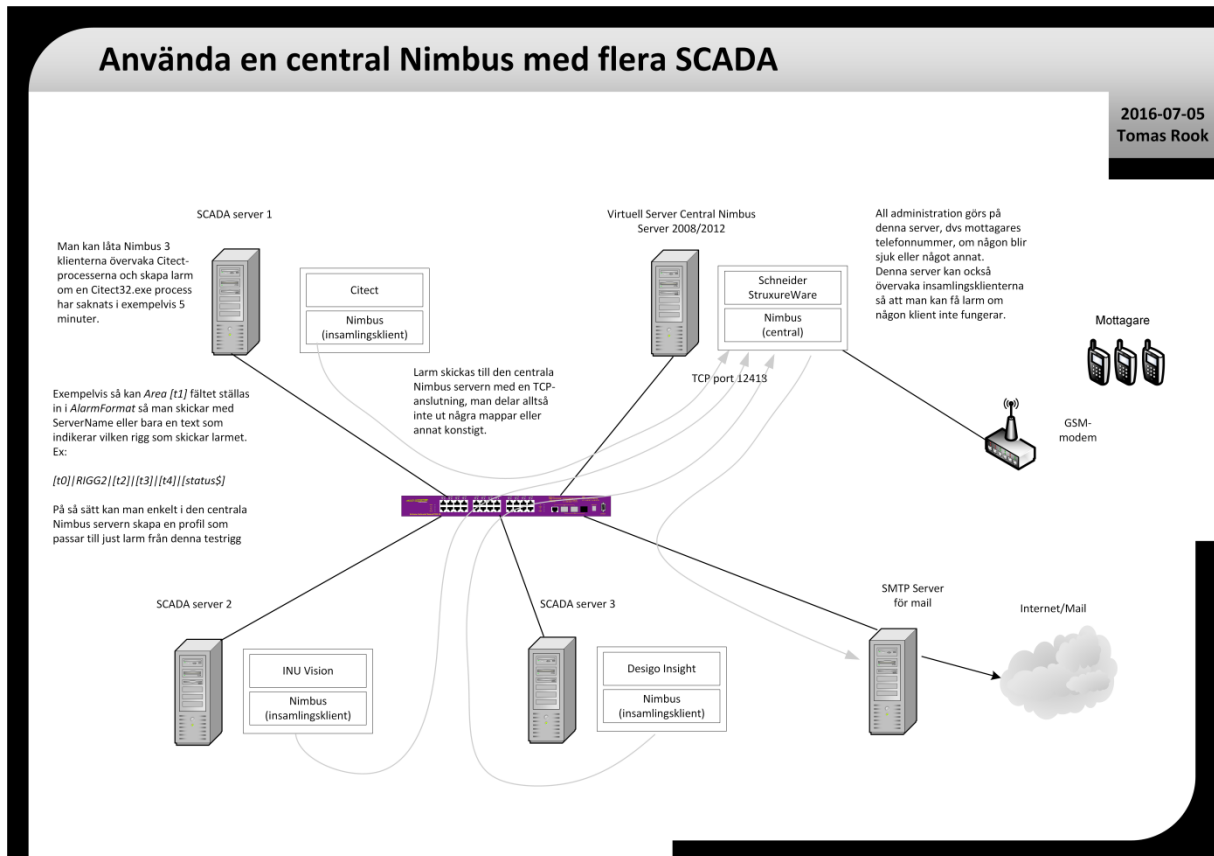 Använda en central Nimbus med flera SCADA
2016-07-05
Tomas Rook
SCADA server 1
Man kan låta Nimbus 3
klienterna övervaka Citect-
processerna och skapa larm
om en Citect32.exe process
har saknats i exempelvis 5
minuter.
Citect
Nimbus
(insamlingsklient)
Virtuell Server Central Nimbus
Server 2008/2012
Schneider
StruxureWare
Nimbus
(central)
All administration görs på
denna server, dvs mottagares
telefonnummer, om någon blir
sjuk eller något annat.
Denna server kan också
övervaka insamlingsklienterna
så att man kan få larm om
någon klient inte fungerar.
Mottagare
GSM-
modem
TCP port 12413
Larm skickas till den centrala
Nimbus servern med en TCP-
anslutning, man delar alltså
inte ut några mappar eller
annat konstigt.
Exempelvis så kan Area [t1] fältet ställas
in i AlarmFormat så man skickar med
ServerName eller bara en text som
indikerar vilken rigg som skickar larmet.
Ex:
[t0]|RIGG2|[t2]|[t3]|[t4]|[status$]
På så sätt kan man enkelt i den centrala
Nimbus servern skapa en profil som
passar till just larm från denna testrigg
SCADA server 2
INU Vision
Nimbus
(insamlingsklient)
SCADA server 3
Desigo Insight
Nimbus
(insamlingsklient)
SMTP Server
för mail
Internet/Mail